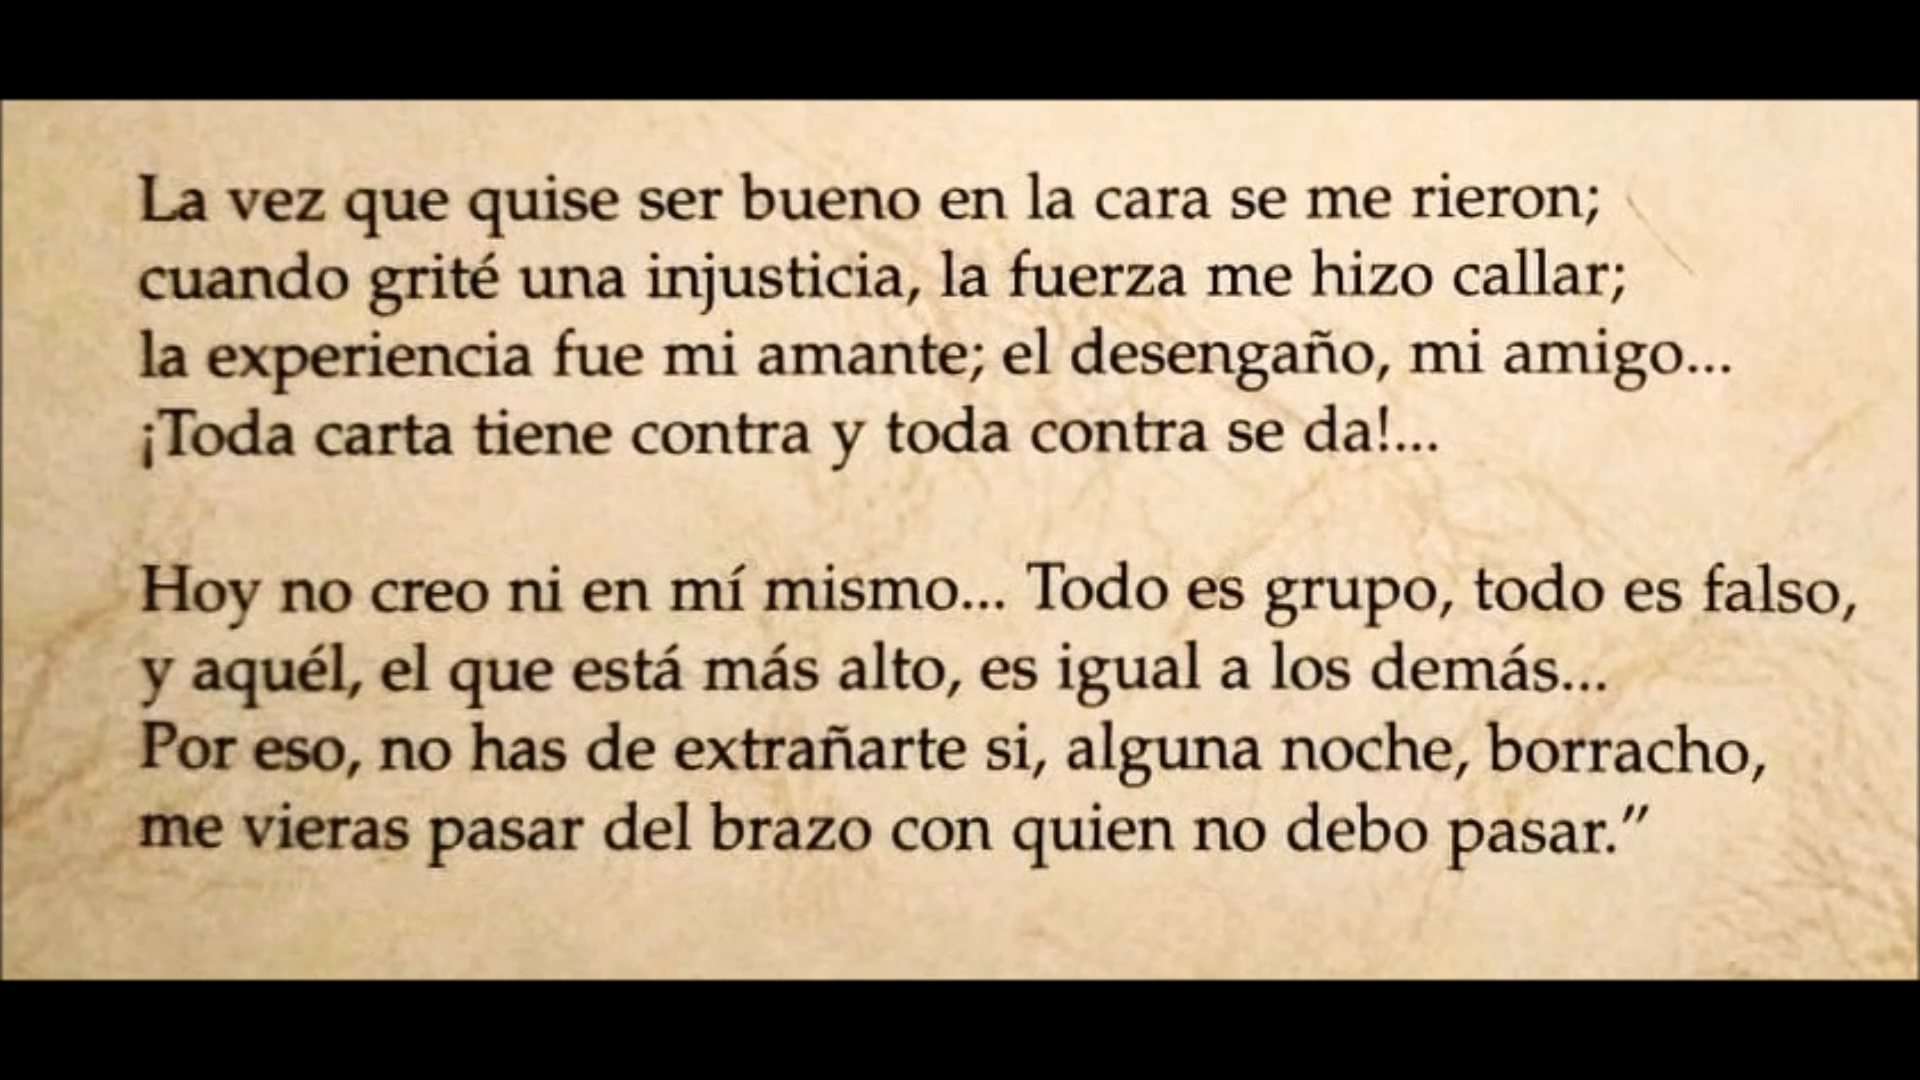 La vez que quise ser bueno en la cara se me rieron;
cuando grité una injusticia, la fuerza me hizo callar;
la experiencia fue mi amante; el desengaño, mi amigo...
¡Toda carta tiene contra y toda contra se da!...
Hoy no creo ni en mí mismo... Todo es grupo, todo es falso,
y aquél, el que está más alto, es igual a los demás...
Por eso, no has de extrañarte si, alguna noche, borracho,
me vieras pasar del brazo con quien no debo pasar.”